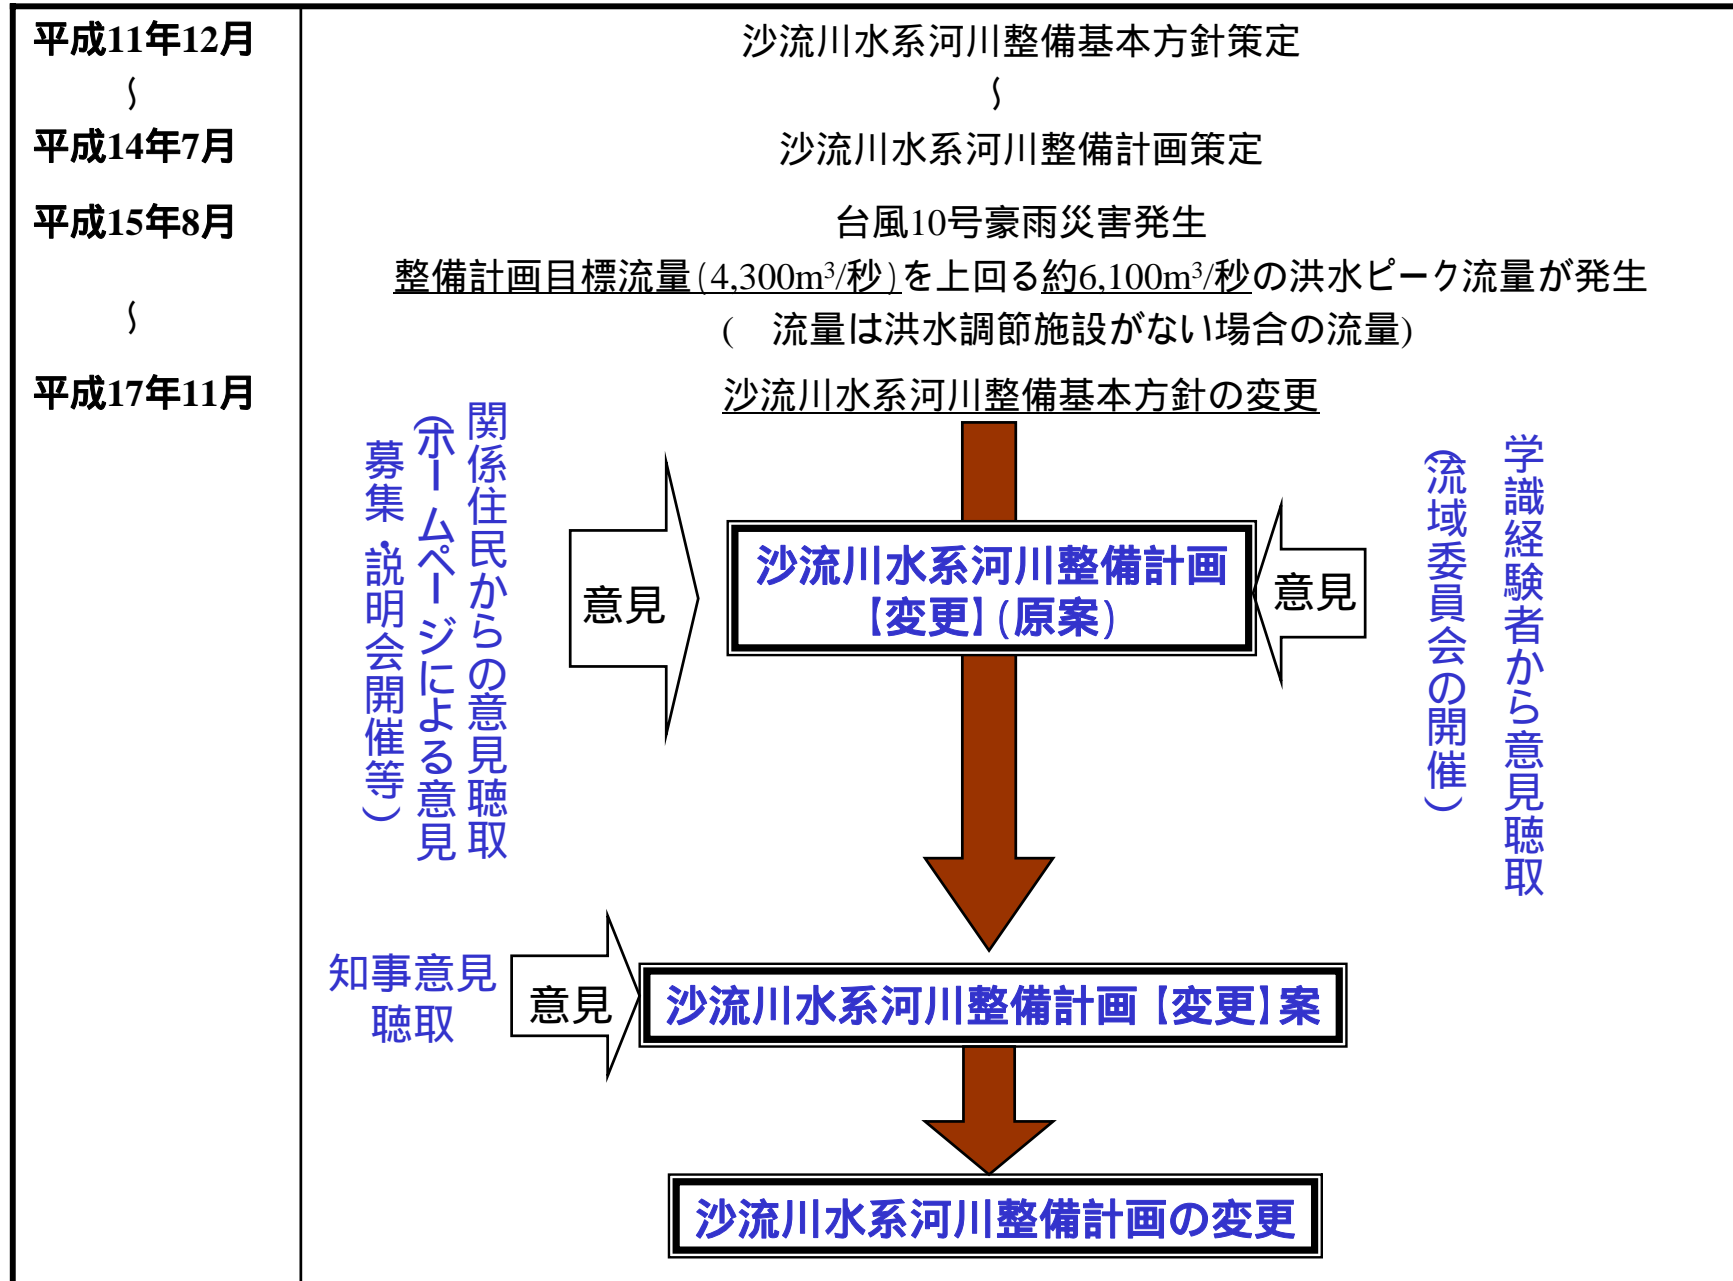 平成11年12月
沙流川水系河川整備基本方針策定
～
～
平成14年7月
沙流川水系河川整備計画策定
平成15年8月
台風10号豪雨災害発生
整備計画目標流量(4,300m³/秒)を上回る約6,100m³/秒の洪水ピーク流量が発生
～
(　流量は洪水調節施設がない場合の流量)
平成17年11月
沙流川水系河川整備基本方針の変更
関係住民からの意見聴取
(ホームページによる意見
募集・説明会開催等)
意見
沙流川水系河川整備計画
【変更】(原案)
意見
学識経験者から意見聴取
(流域委員会の開催)
知事意見
聴取
意見
沙流川水系河川整備計画【変更】案
沙流川水系河川整備計画の変更